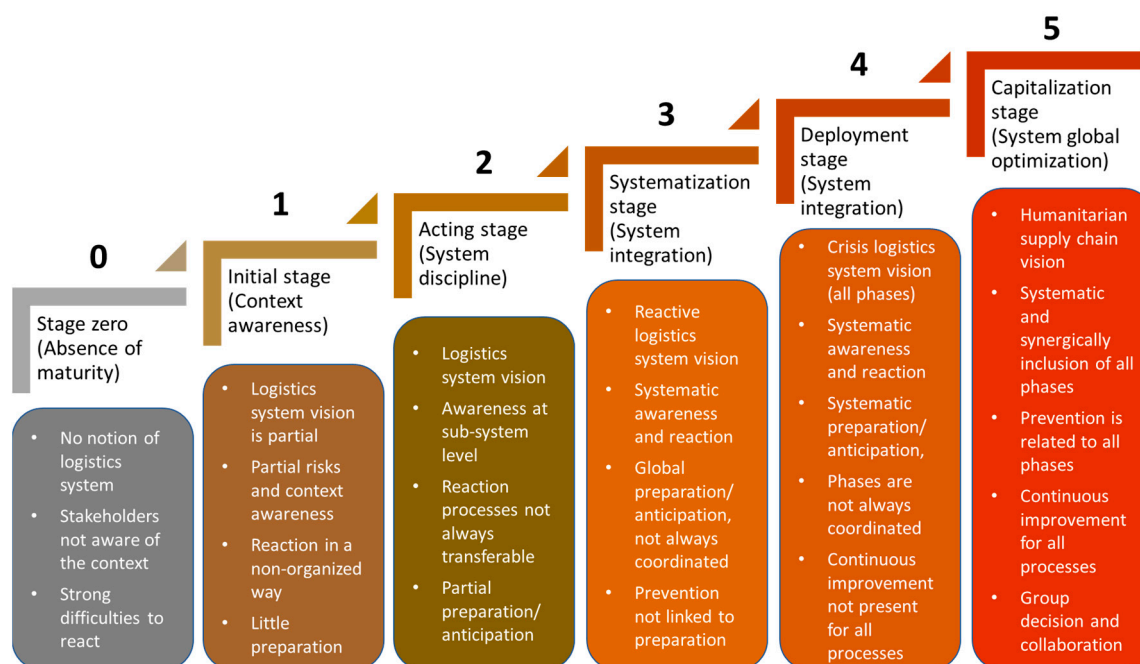 0
Stage zero
(Absence of
maturity)
• No notion of
logistics
system
• Stakeholders
not aware of
the context
• Strong
difficulties to
react
1
Initial stage
(Context
awareness)
• Logistics
system vision
is partial
• Partial risks
and context
awareness
• Reaction in a
non-organized
way
• Little
preparation
2
Acting stage
(System
discipline)
• Logistics
system vision
• Awareness at
sub-system
level
• Reaction
processes not
always
transferable
• Partial
preparation/
anticipation
3
Systematization
stage
(System
integration)
• Reactive
logistics
system vision
• Systematic
awareness
and reaction
• Global
preparation/
anticipation,
not always
coordinated
• Prevention
not linked to
preparation
4
Deployment
stage
(System
integration)
• Crisis logistics
system vision
(all phases)
• Systematic
awareness
and reaction
• Systematic
preparation/
anticipation,
• Phases are
not always
coordinated
• Continuous
improvement
not present
for all
processes
5
Capitalization
stage
(System global
optimization)
• Humanitarian
supply chain
vision
• Systematic
and
synergically
inclusion of all
phases
• Prevention is
related to all
phases
• Continuous
improvement
for all
processes
• Group
decision and
collaboration